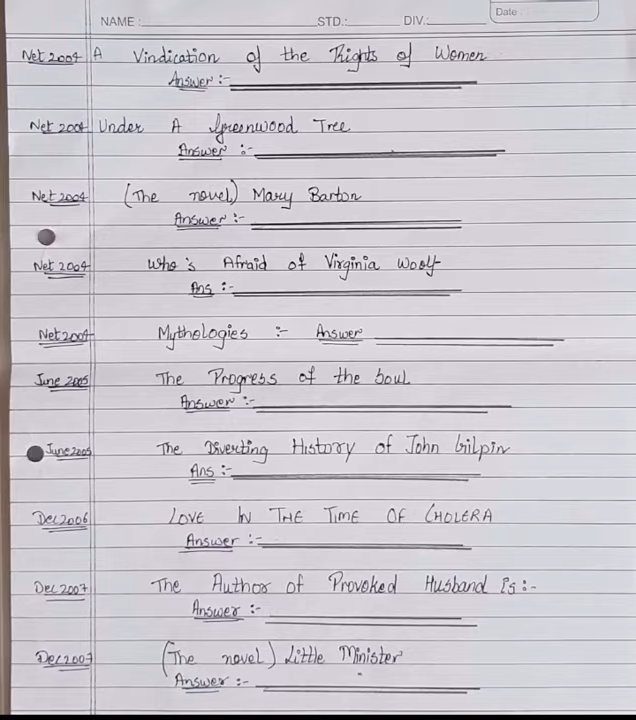 NAME : STD.: DIV.: Date
Net 2004 A Vindication of the Rights of Women
Answer :-
Net 2004 Under A Greenwood Tree
Answer :-
Net 2004 (The novel) Mary Barton
Answer :-
Net 2004 Who's Afraid of Virginia Woolf
Ans :-
Net 2004 Mythologies :- Answer
June 2005 The Progress of the Soul
Answer :-
June 2005 The Diverting History of John Gilpin
Ans :-
Dec 2006 LOVE IN THE TIME OF CHOLERA
Answer :-
Dec 2007 The Author of Provoked Husband is :-
Answer :-
Dec 2007 (The novel) Little Minister
Answer :-